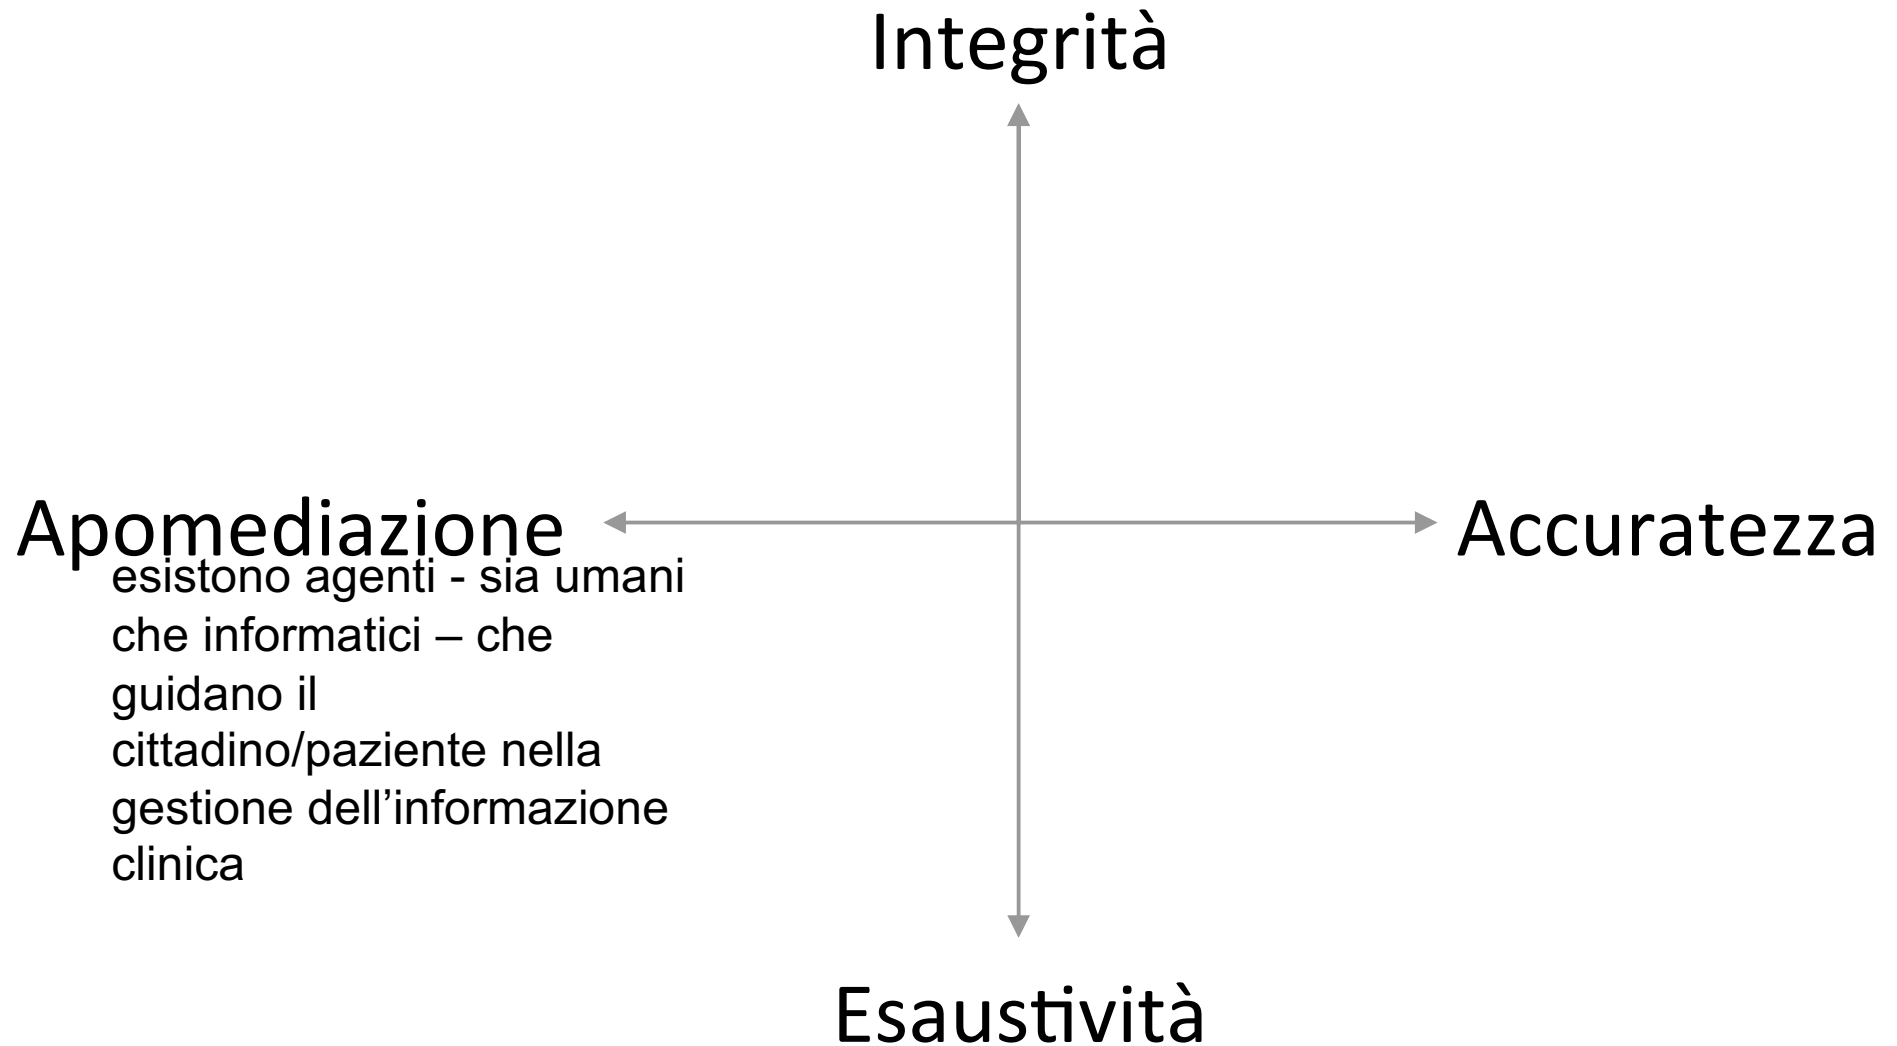 Integrità
Apomediazione
Accuratezza
esistono agenti - sia umani
che informatici – che
guidano il
cittadino/paziente nella
gestione dell’informazione
clinica
Esaustività